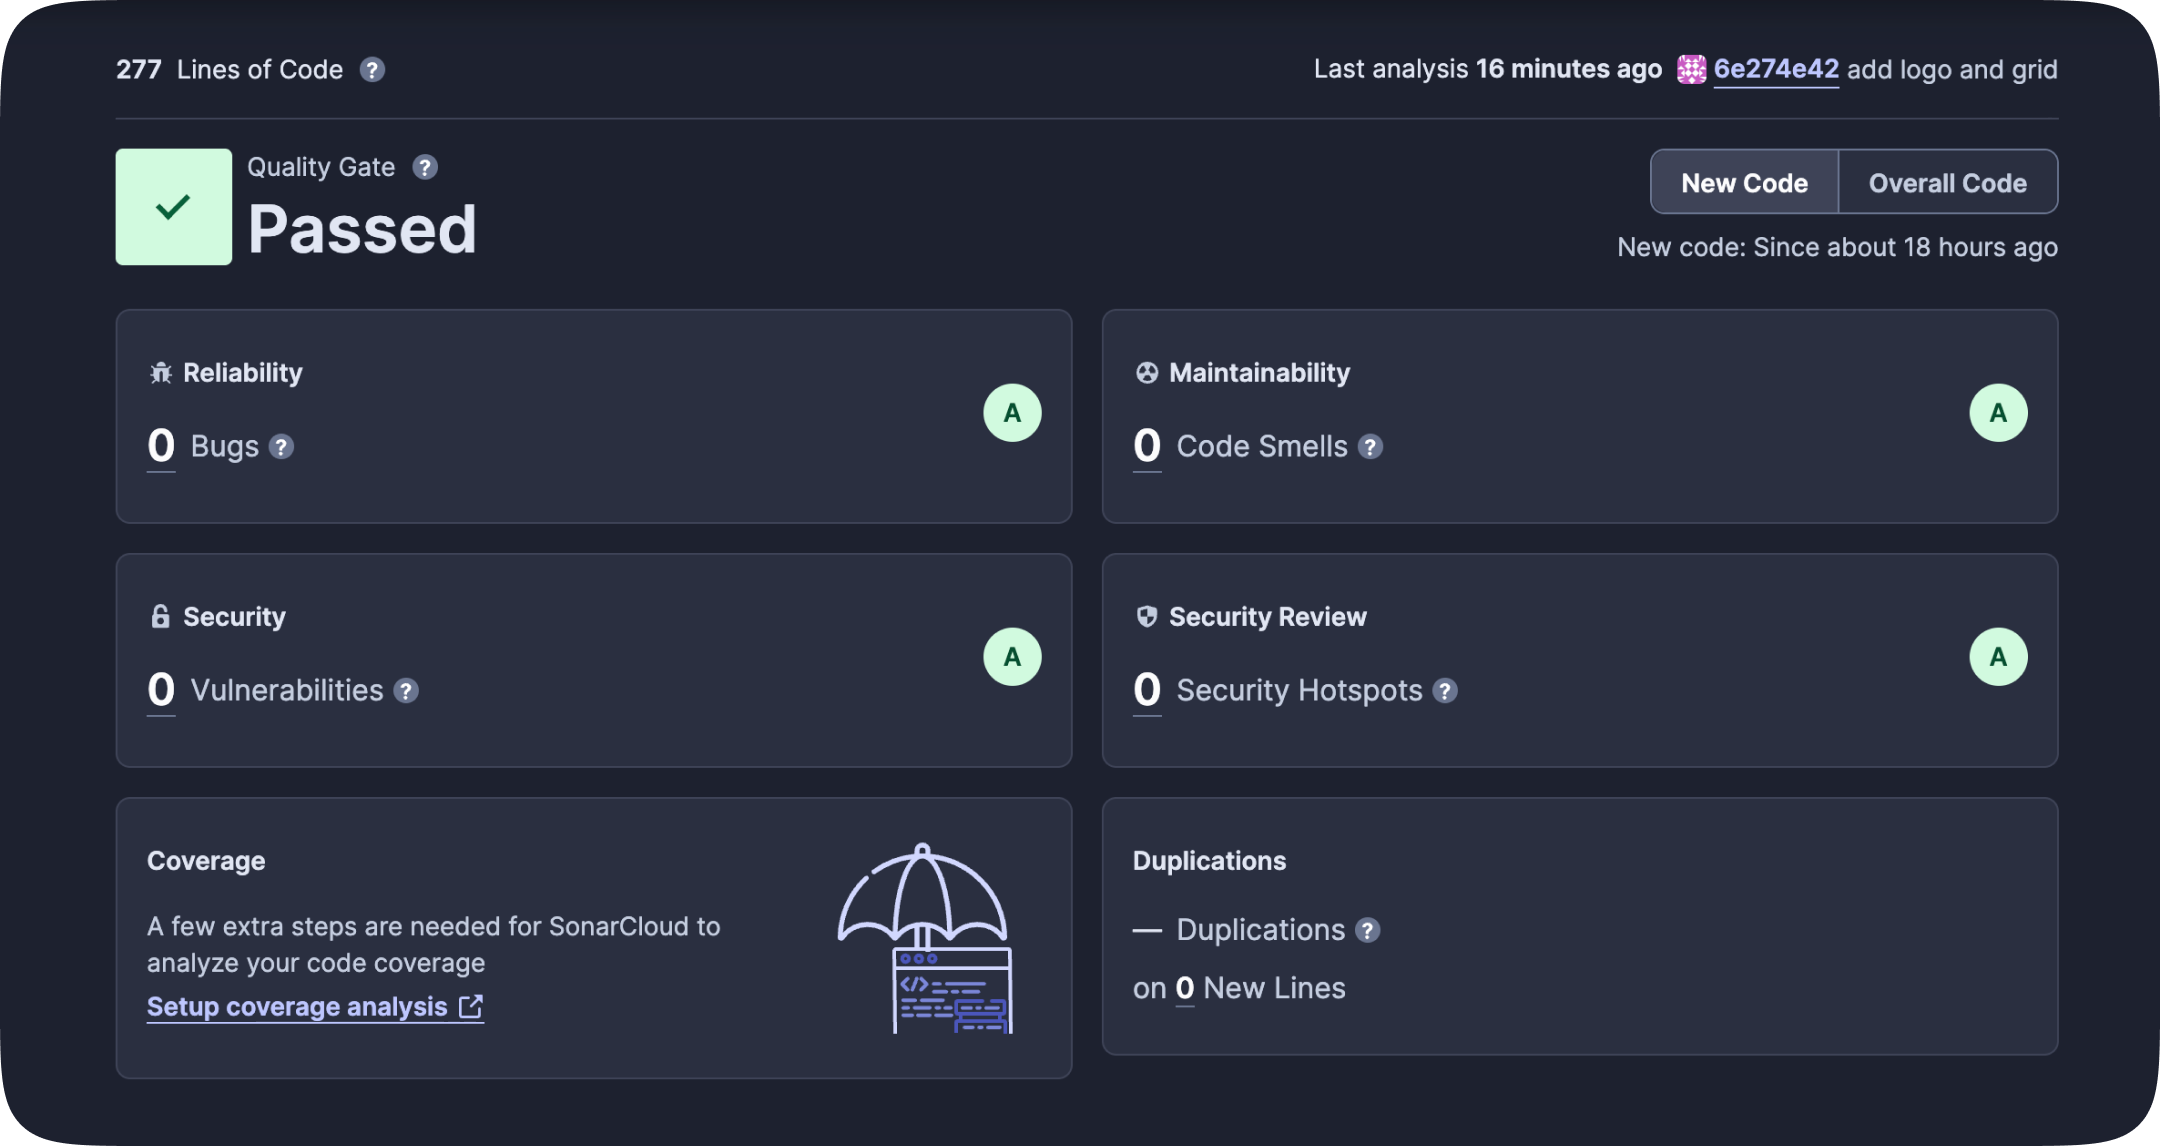 277 Lines of Code ?
Last analysis 16 minutes ago 6e274e42 add logo and grid
Quality Gate ?
Passed
New Code Overall Code
New code: Since about 18 hours ago
Reliability
0 Bugs ?
A
Maintainability
0 Code Smells ?
A
Security
0 Vulnerabilities ?
A
Security Review
0 Security Hotspots ?
A
Coverage
A few extra steps are needed for SonarCloud to
analyze your code coverage
Setup coverage analysis
</>
Duplications
— Duplications ?
on 0 New Lines